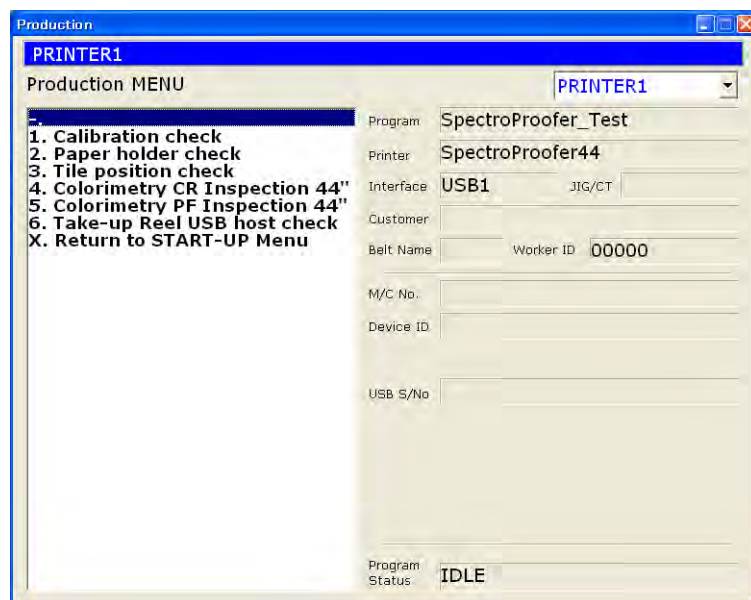 Production
PRINTER1
Production MENU
PRINTER1
-.
1. Calibration check
2. Paper holder check
3. Tile position check
4. Colorimetry CR Inspection 44"
5. Colorimetry PF Inspection 44"
6. Take-up Reel USB host check
X. Return to START-UP Menu
Program SpectroProofer_Test
Printer SpectroProofer44
Interface USB1 JIG/CT
Customer
Belt Name Worker ID 00000
M/C No.
Device ID
USB S/No
Program
Status IDLE